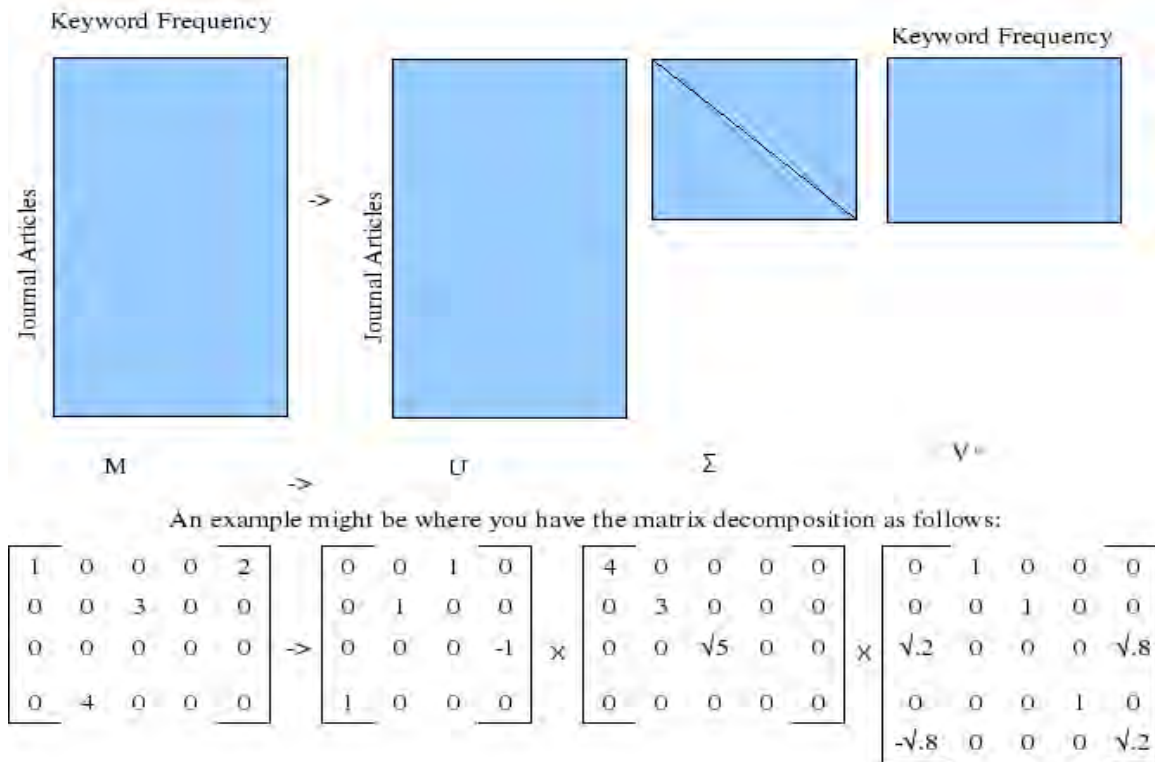 Keyword Frequency
Keyword Frequency
Journal Articles
->
Journal Articles
M
->
U
Σ
An example might be where you have the matrix decomposition as follows:
1 0 0 0 2
0 0 3 0 0
0 0 0 0 0
0 4 0 0 0
->
0 0 1 0
0 1 0 0
0 0 0 -1
1 0 0 0
x
4 0 0 0 0
0 3 0 0 0
0 0 √5 0 0
0 0 0 0 0
x
0 1 0 0 0
0 0 1 0 0
√.2 0 0 0 √.8
0 0 0 1 0
-√.8 0 0 0 √.2